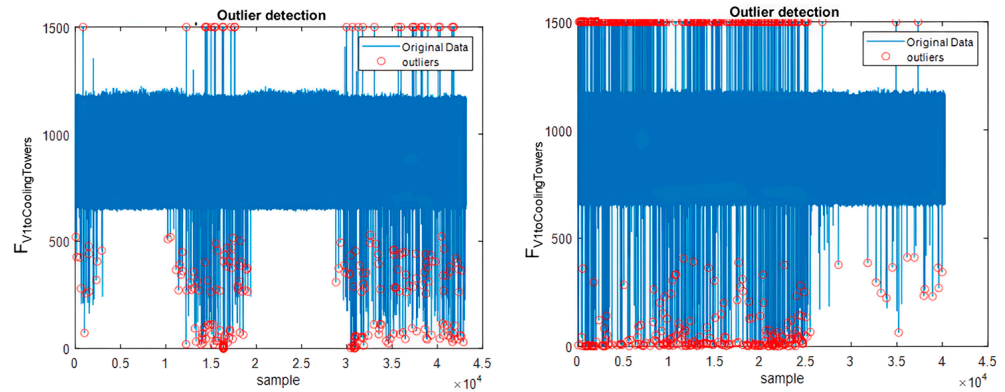 Outlier detection
Original Data
outliers
1500
1000
500
0
F_V1toCoolingTowers
0 0.5 1 1.5 2 2.5 3 3.5 4 4.5
sample
×10^4
Outlier detection
Original Data
outliers
1500
1000
500
0
F_V1toCoolingTowers
0 0.5 1 1.5 2 2.5 3 3.5 4 4.5
sample
×10^4